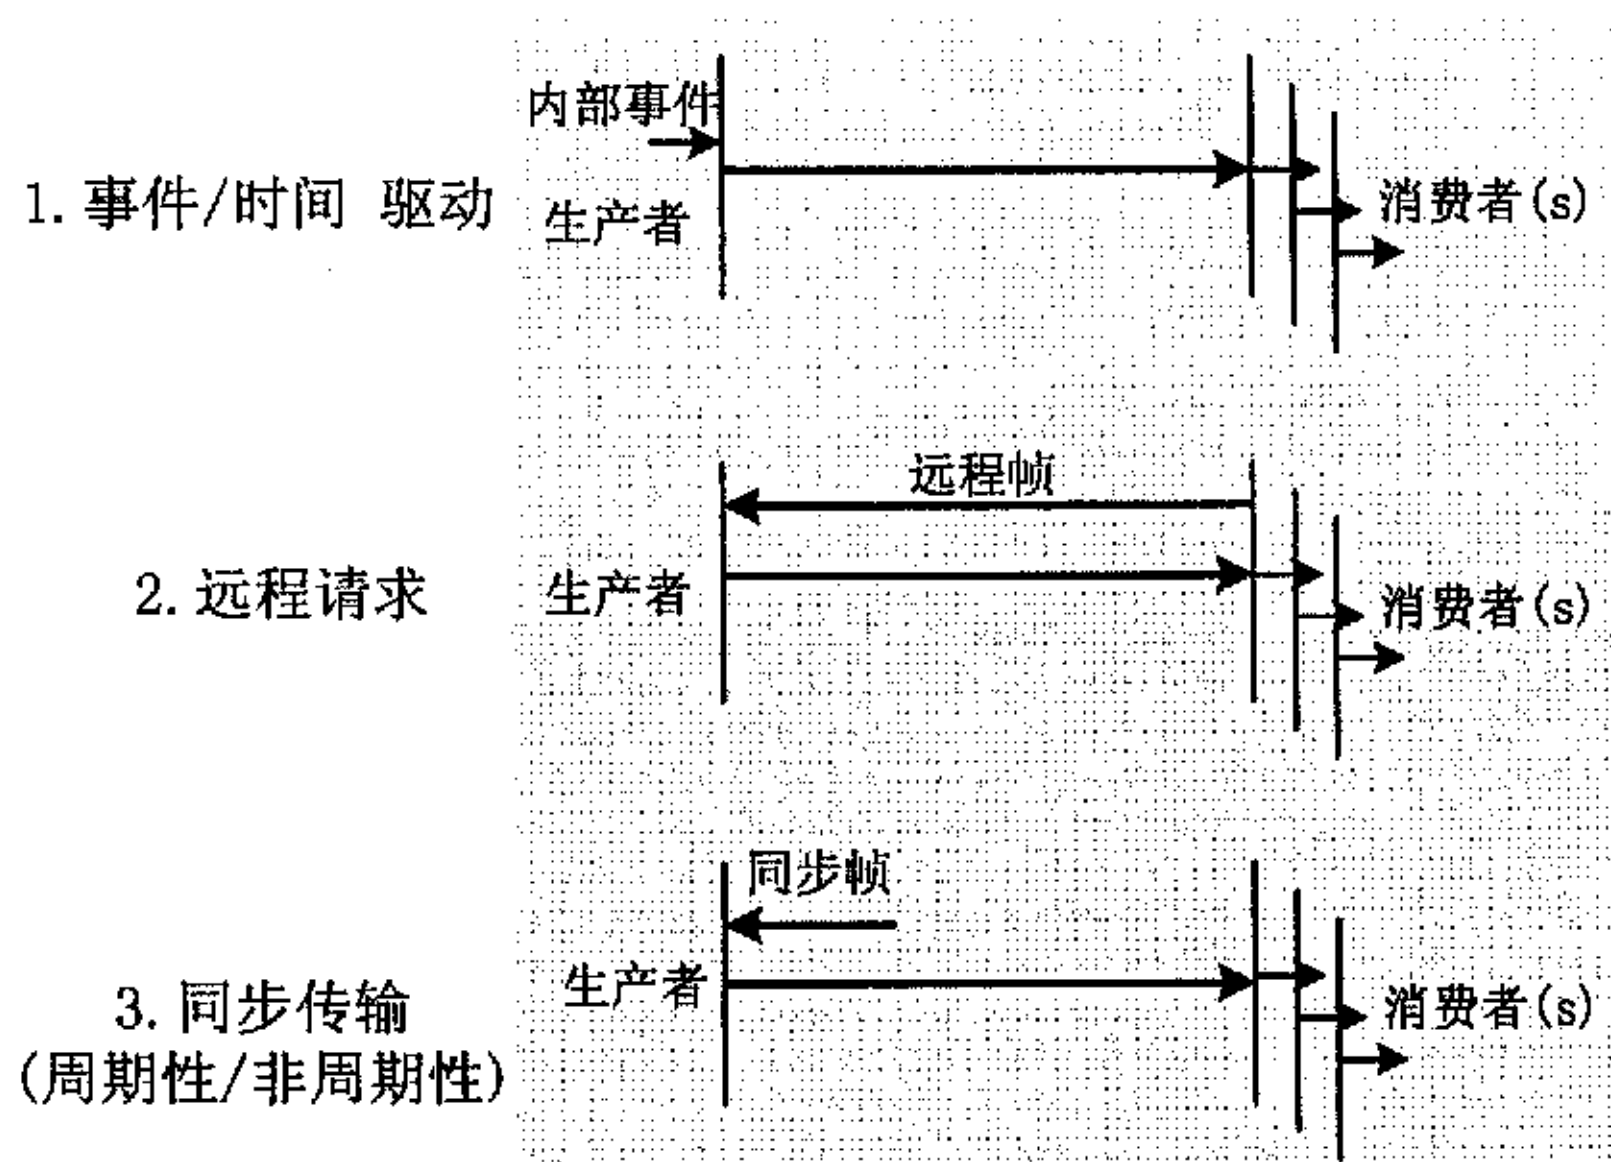 内部事件
1.事件/时间 驱动
生产者
消费者(s)
远程帧
2.远程请求
生产者
消费者(s)
同步帧
生产者
3.同步传输
(周期性/非周期性)
消费者(s)